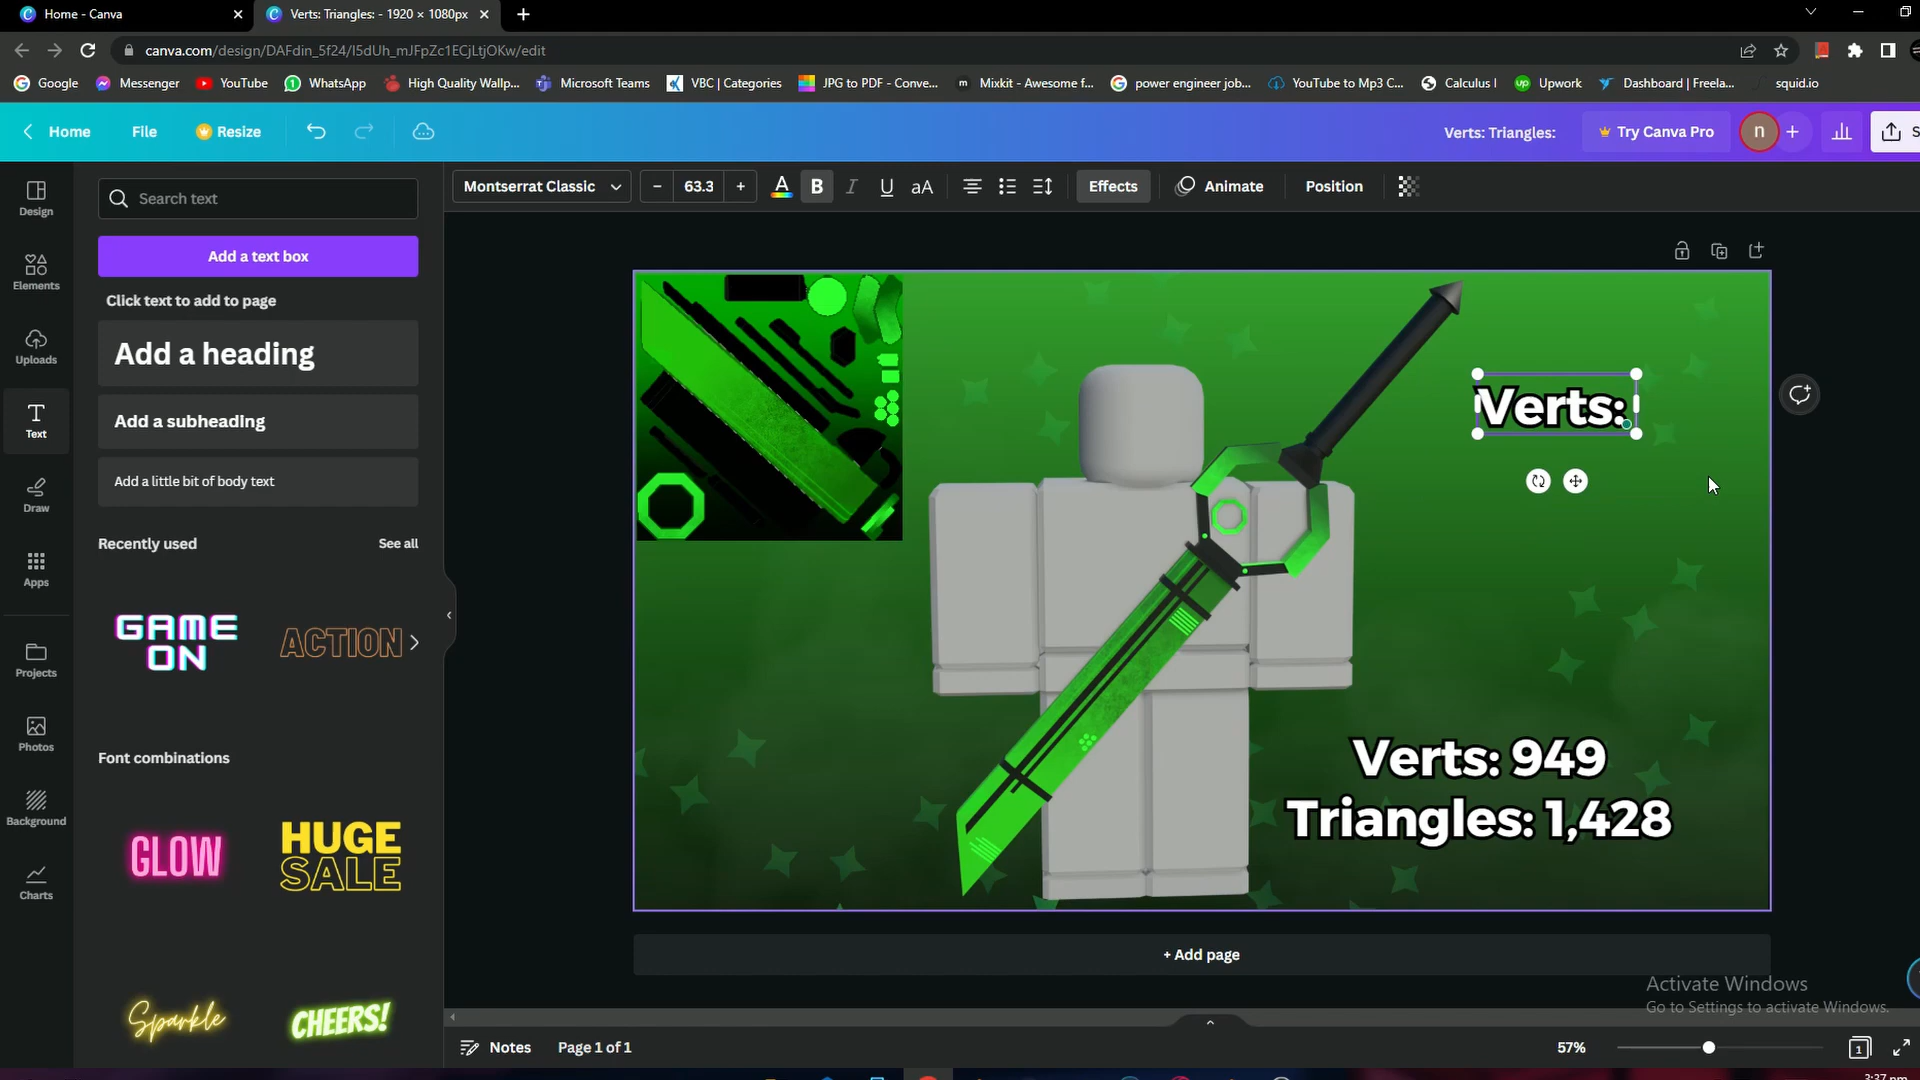 Home - Canva
Verts: Triangles: - 1920 × 1080px
canva.com/design/DAFdin_5f24/I5dUh_mJFpZc1ECjLtjOKw/edit
Google
Messenger
YouTube
WhatsApp
High Quality Wallp...
Microsoft Teams
VBC | Categories
JPG to PDF - Conve...
Mixkit - Awesome f...
power engineer job...
YouTube to Mp3 C...
Calculus I
Upwork
Dashboard | Freela...
squid.io
Home
File
Resize
Verts: Triangles:
Try Canva Pro
n
S
Montserrat Classic
63.3
A
B
I
U
aA
Effects
Animate
Position
Design
Elements
Uploads
Text
Draw
Apps
Projects
Photos
Background
Charts
Search text
Add a text box
Click text to add to page
Add a heading
Add a subheading
Add a little bit of body text
Recently used
See all
GAME
ON
ACTION
Font combinations
GLOW
HUGE
SALE
Sparkle
CHEERS!
Verts:
Verts: 949
Triangles: 1,428
+ Add page
Activate Windows
Go to Settings to activate Windows.
Notes
Page 1 of 1
57%
1
3:37 pm